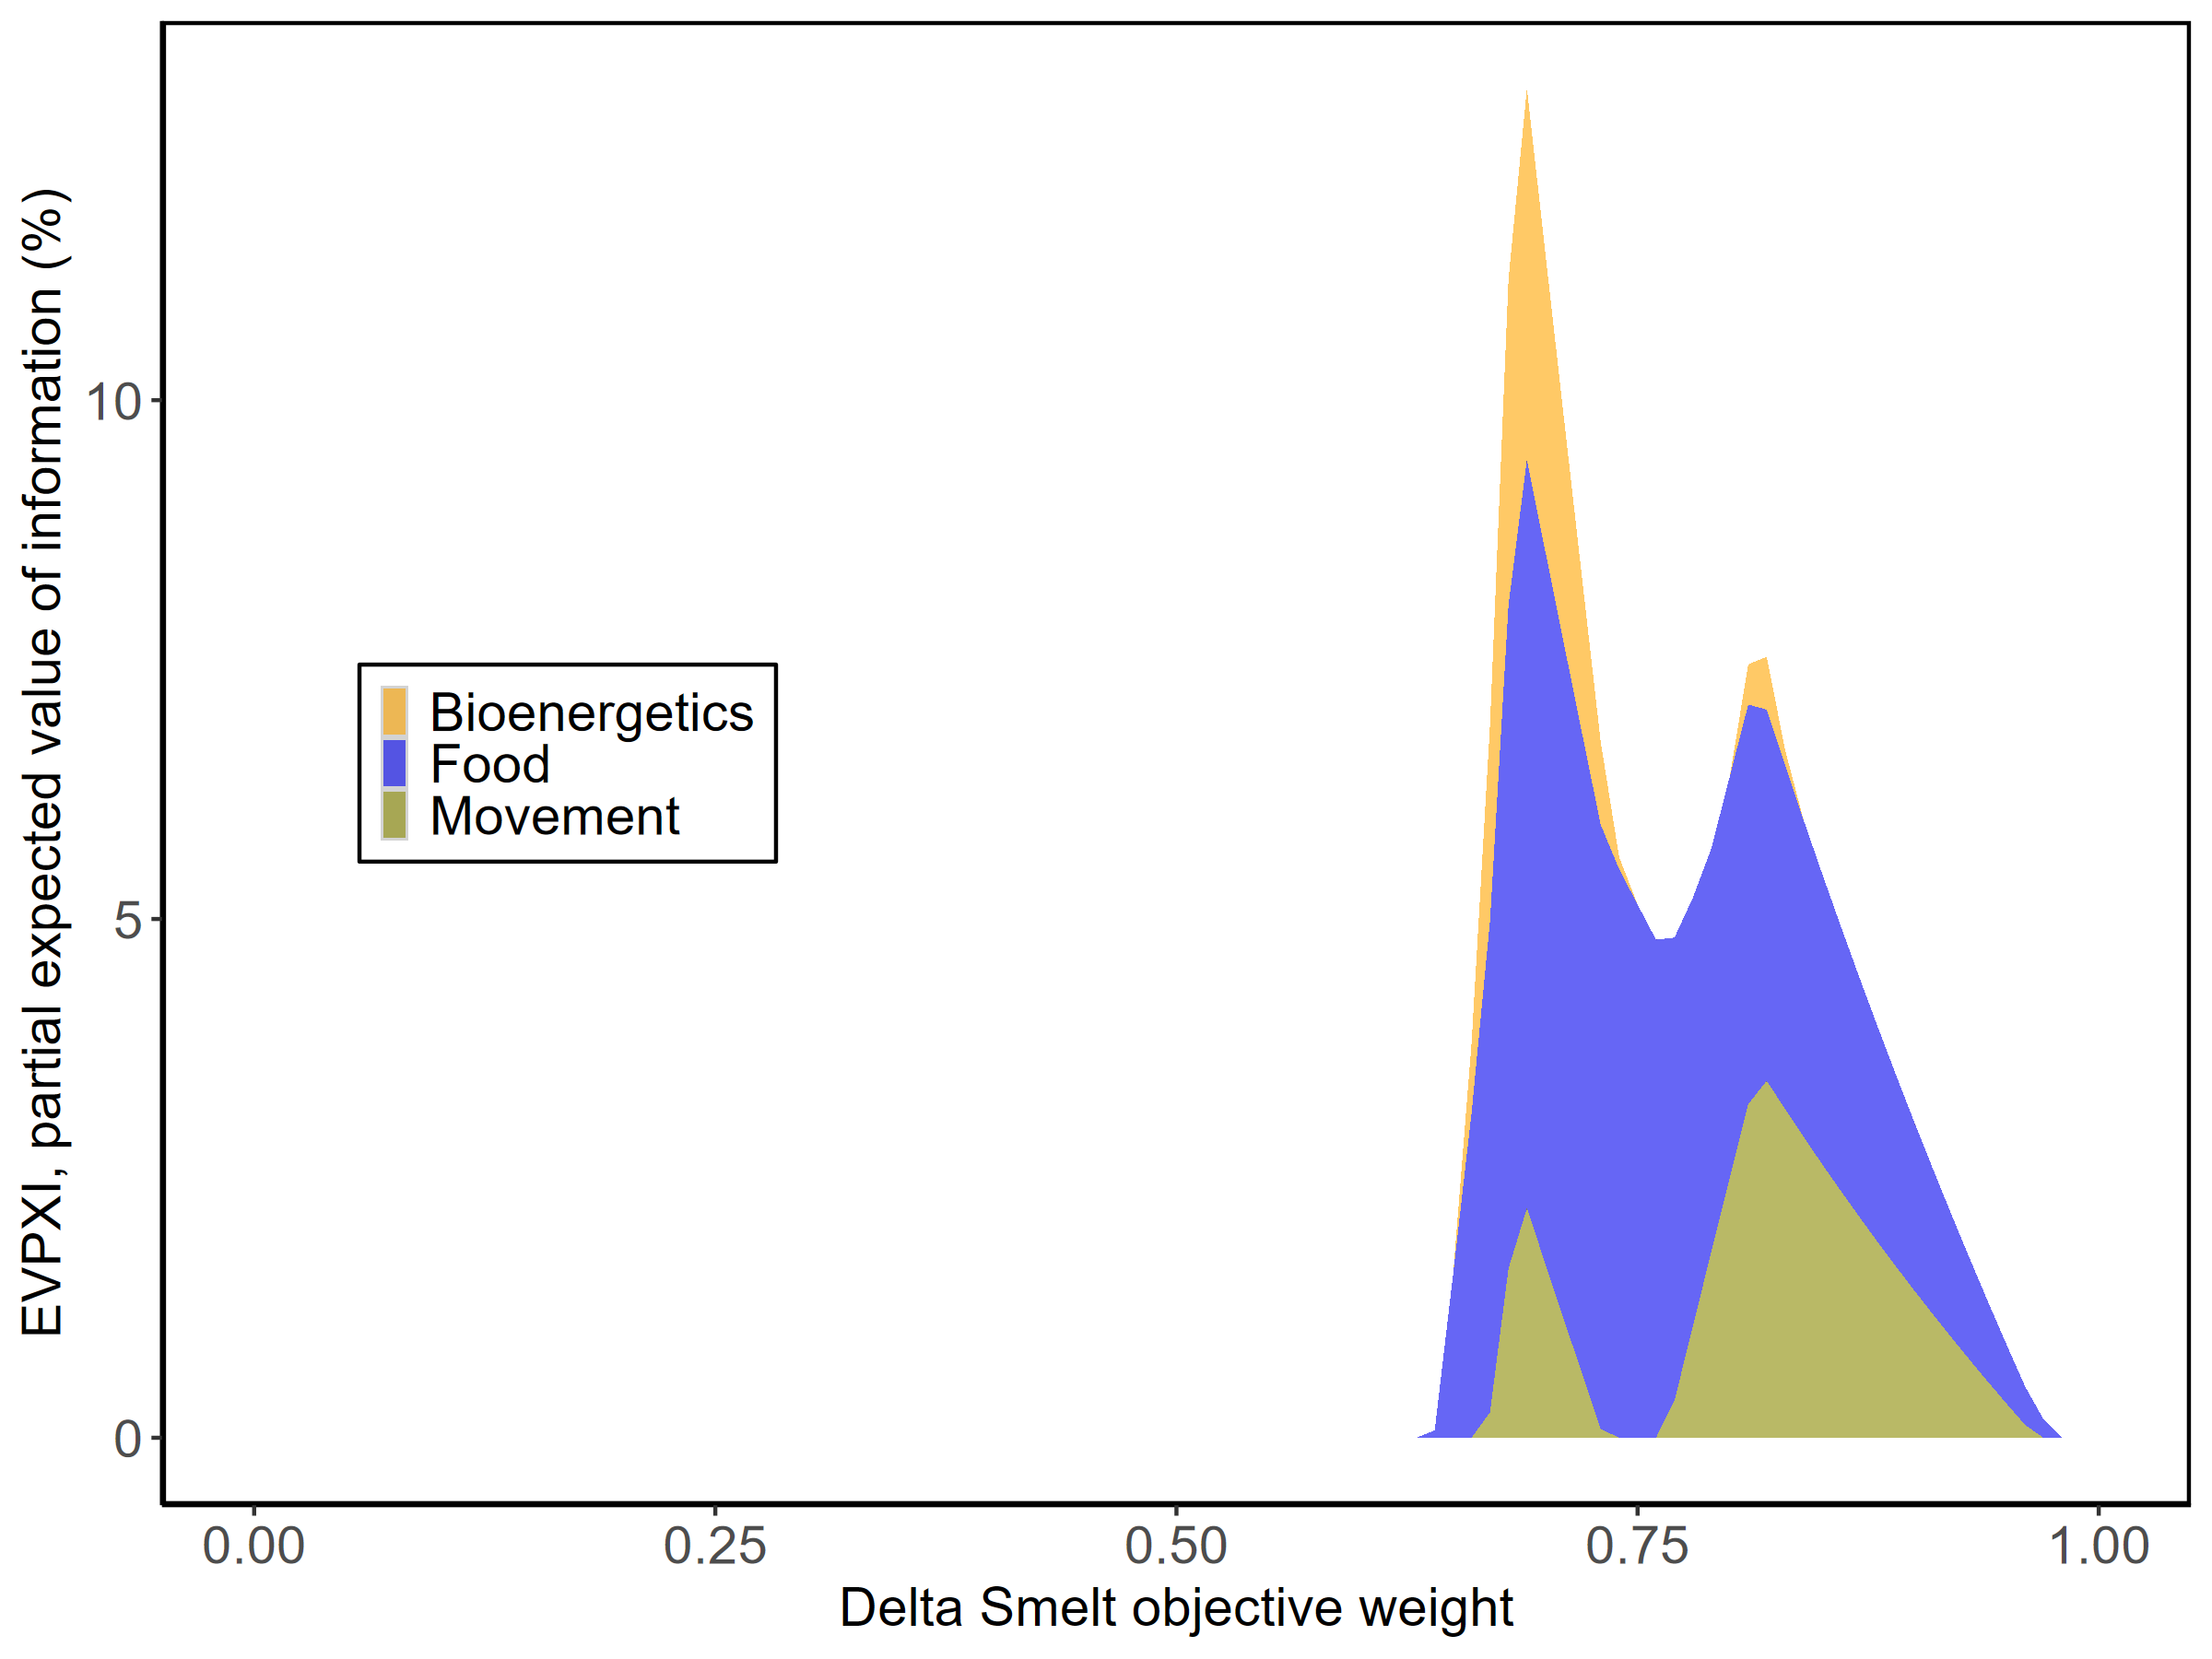 EVPXI, partial expected value of information (%)
10
5
0
Bioenergetics
Food
Movement
0.00 0.25 0.50 0.75 1.00
Delta Smelt objective weight